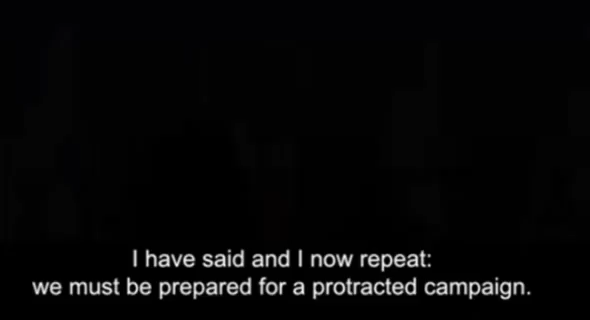 I have said and I now repeat:
we must be prepared for a protracted campaign.